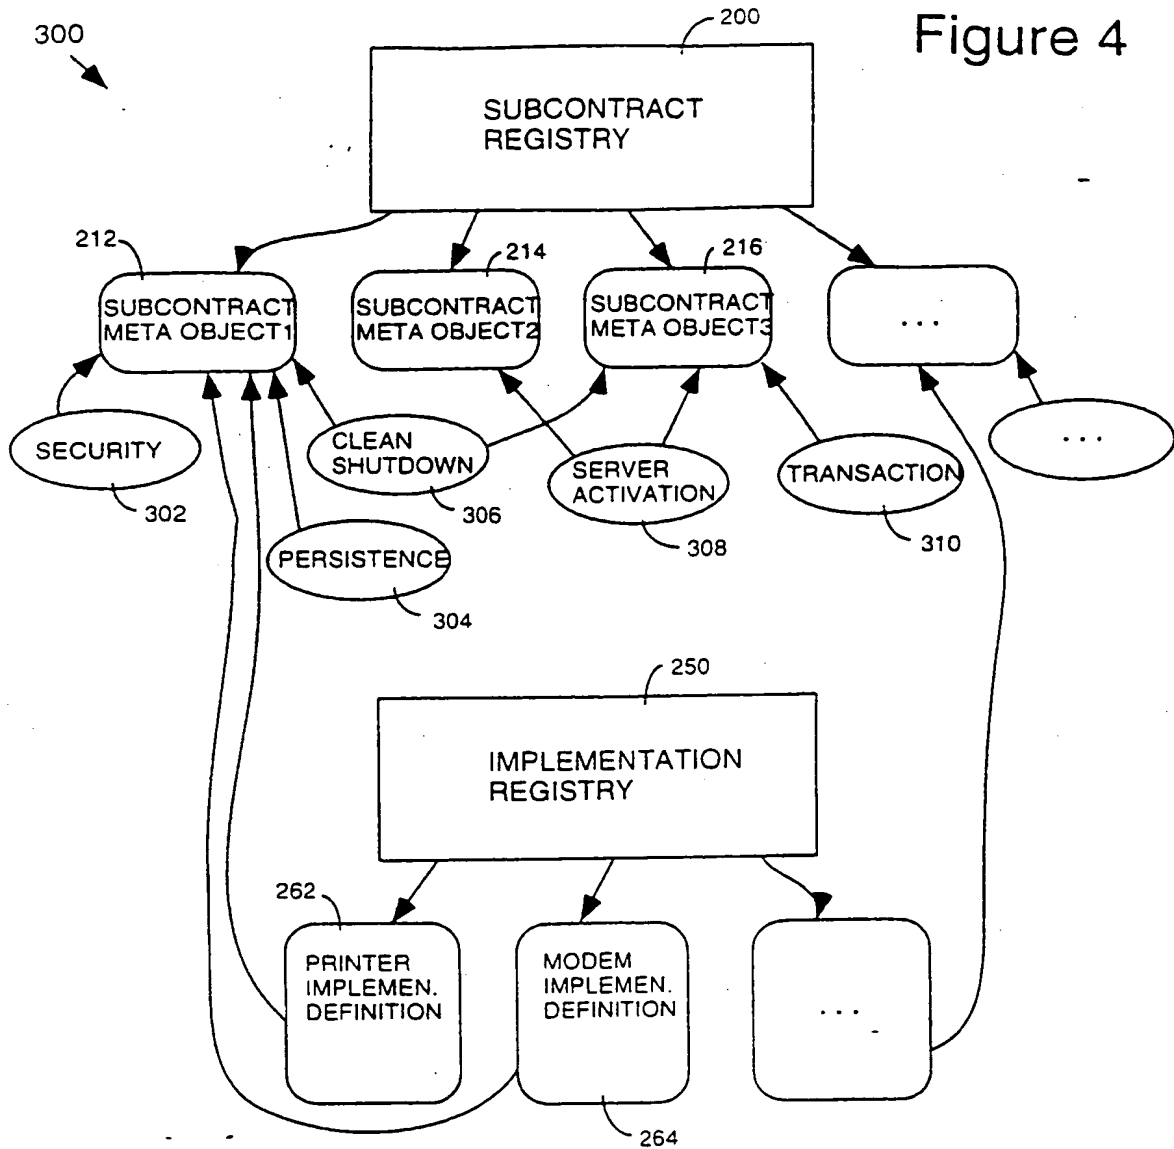 Figure 4
300
200
SUBCONTRACT
REGISTRY
212
SUBCONTRACT
META OBJECT1
214
SUBCONTRACT
META OBJECT2
216
SUBCONTRACT
META OBJECT3
...
SECURITY
302
CLEAN
SHUTDOWN
306
SERVER
ACTIVATION
308
TRANSACTION
310
...
PERSISTENCE
304
250
IMPLEMENTATION
REGISTRY
262
PRINTER
IMPLEMEN.
DEFINITION
MODEM
IMPLEMEN.
DEFINITION
264
...